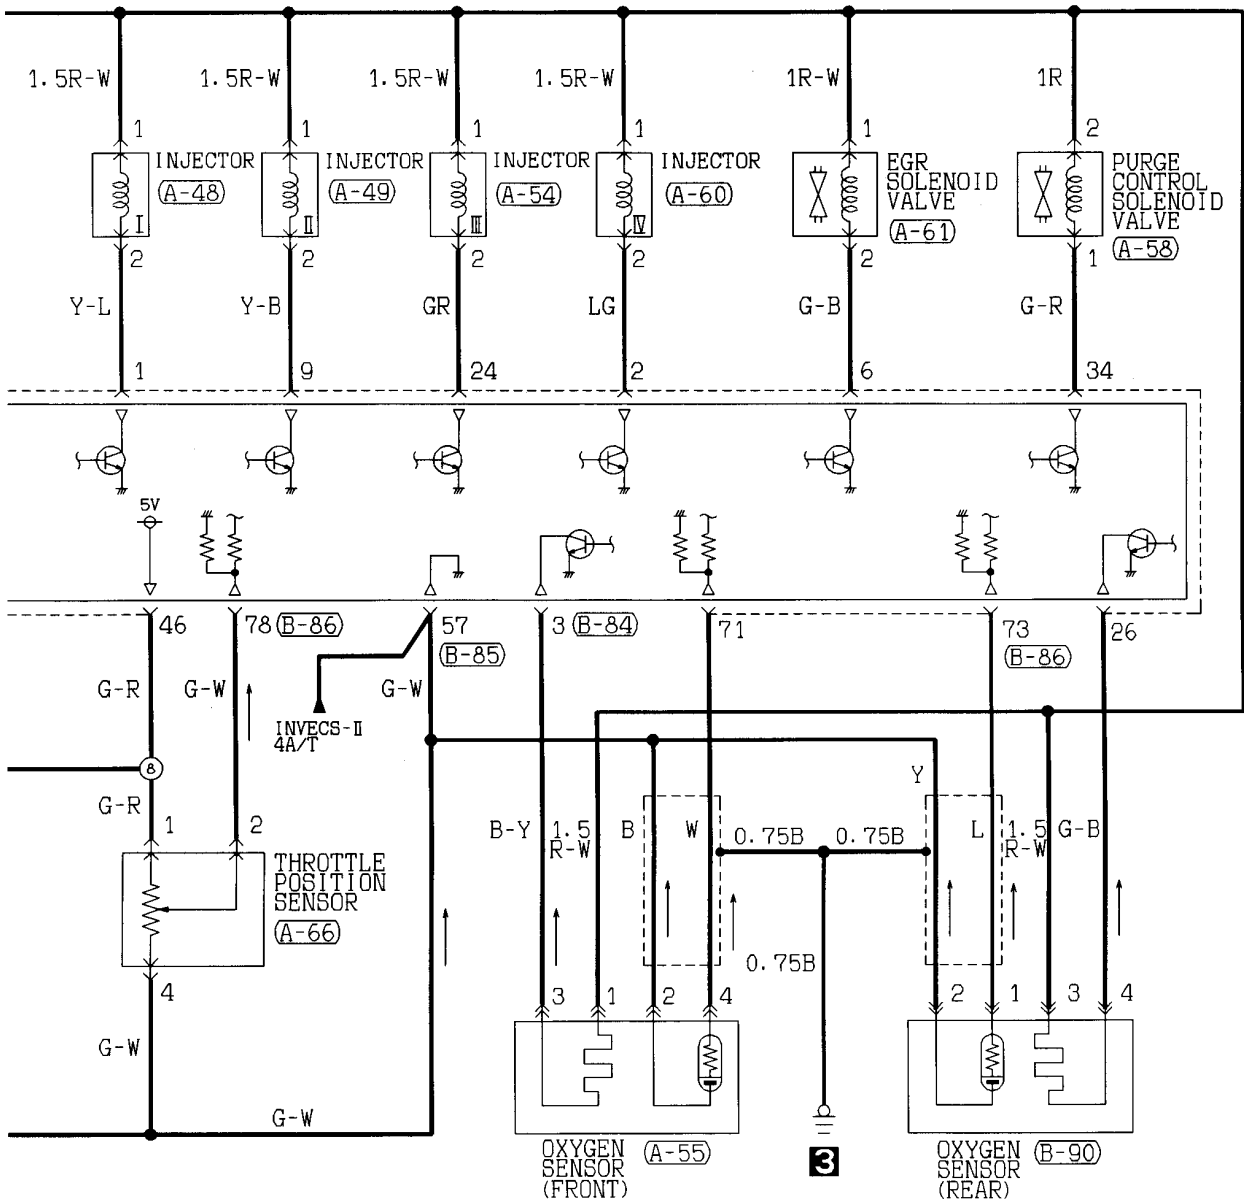 1.5R-W 1.5R-W 1.5R-W 1.5R-W 1R-W 1R
1 1 1 1 1 2
INJECTOR INJECTOR INJECTOR INJECTOR EGR PURGE
A-48 A-49 A-54 A-60 SOLENOID CONTROL
VALVE SOLENOID
I II III IV A-61 VALVE
A-58
2 2 2 2 2 1
Y-L Y-B GR LG G-B G-R
1 9 24 2 6 34
5V
46 78 B-86 57 3 B-84 71 73 26
B-85 B-86
G-R G-W G-W
INVECS-II
4A/T
8
Y
G-R
1 2
B-Y 1.5 B W 0.75B 0.75B L 1.5 G-B
R-W R-W
THROTTLE
POSITION
SENSOR
A-66
0.75B
4 3 1 2 4 2 1 3 4
G-W
G-W
OXYGEN A-55 3 OXYGEN B-90
SENSOR SENSOR
(FRONT) (REAR)